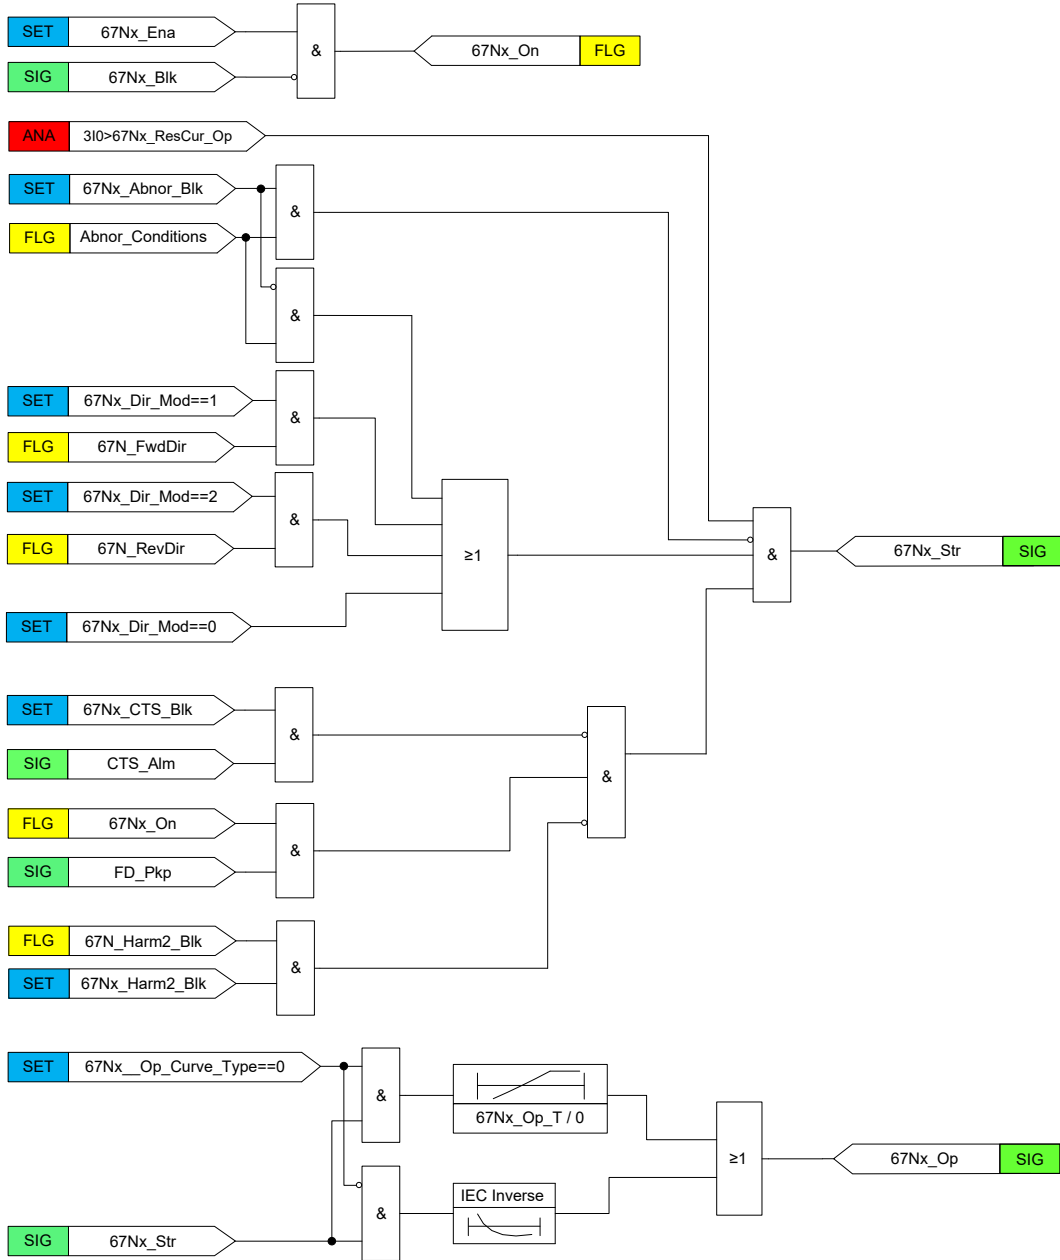 SET 67Nx_Ena
& 67Nx_On FLG
SIG 67Nx_Blk
ANA 3I0>67Nx_ResCur_Op
SET 67Nx_Abnor_Blk
&
FLG Abnor_Conditions
&
SET 67Nx_Dir_Mod==1
&
FLG 67N_FwdDir
SET 67Nx_Dir_Mod==2
&
FLG 67N_RevDir
≥1
& 67Nx_Str SIG
SET 67Nx_Dir_Mod==0
SET 67Nx_CTS_Blk
&
SIG CTS_Alm
&
FLG 67Nx_On
&
SIG FD_Pkp
FLG 67N_Harm2_Blk
&
SET 67Nx_Harm2_Blk
SET 67Nx__Op_Curve_Type==0
&
67Nx_Op_T / 0
≥1 67Nx_Op SIG
IEC Inverse
&
SIG 67Nx_Str